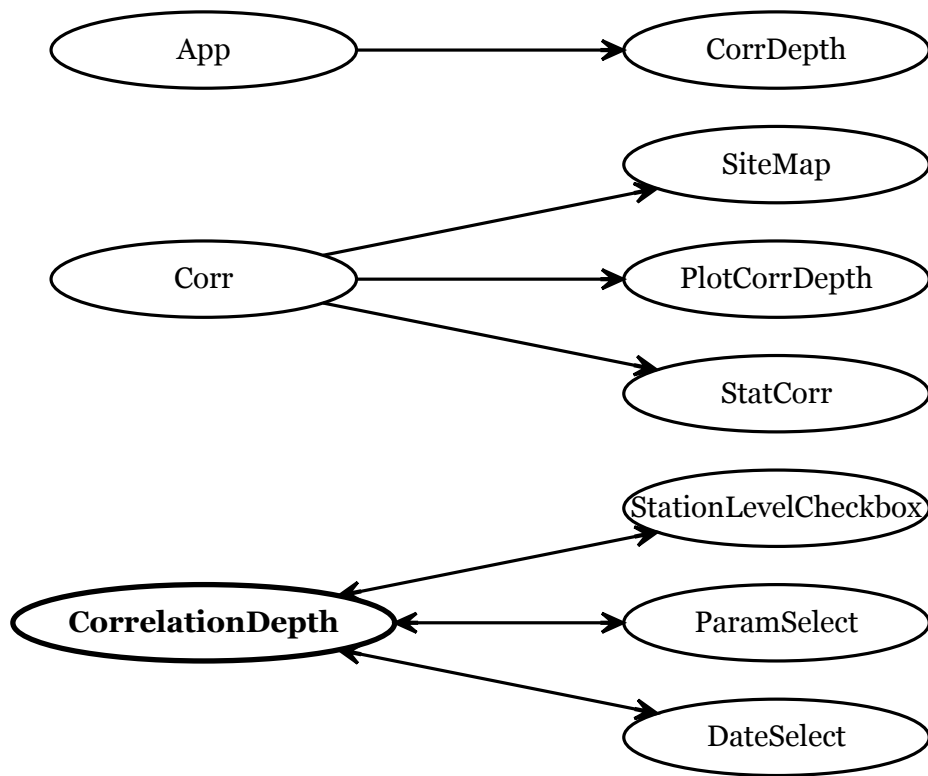 App
CorrDepth
SiteMap
Corr
PlotCorrDepth
StatCorr
StationLevelCheckbox
CorrelationDepth
ParamSelect
DateSelect